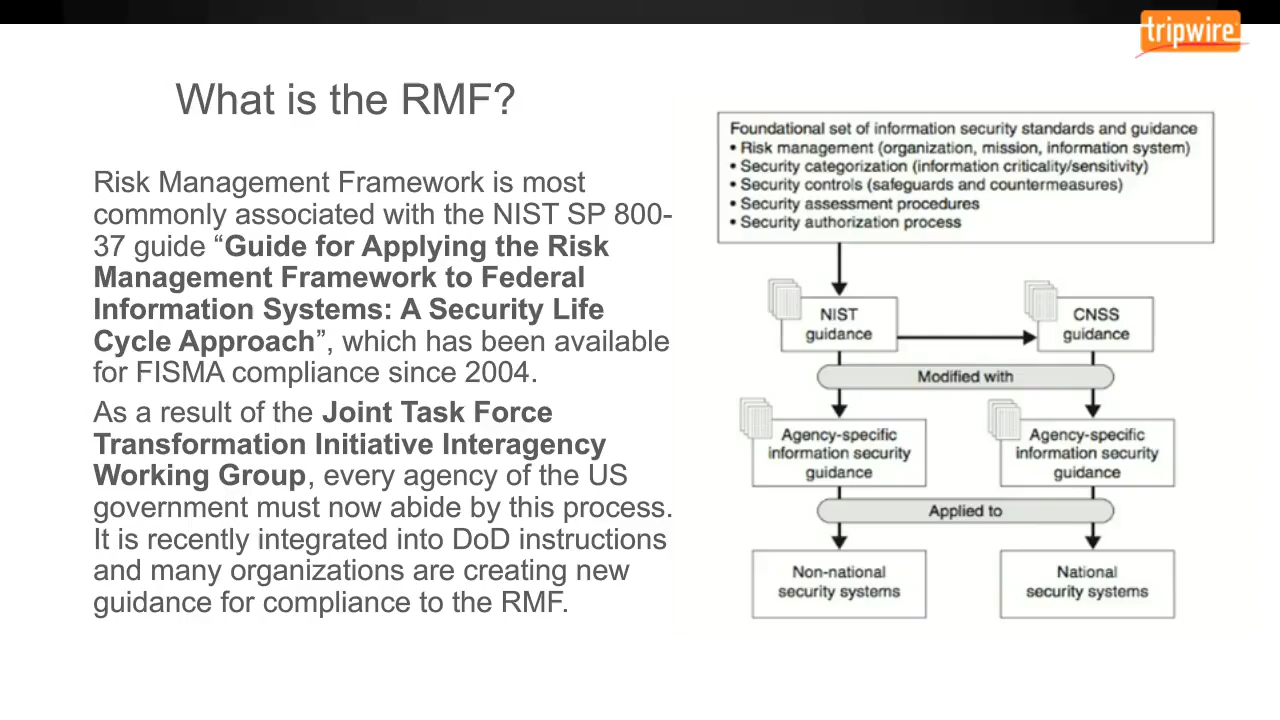 tripwire
What is the RMF?
Risk Management Framework is most
commonly associated with the NIST SP 800-
37 guide “Guide for Applying the Risk
Management Framework to Federal
Information Systems: A Security Life
Cycle Approach”, which has been available
for FISMA compliance since 2004.
As a result of the Joint Task Force
Transformation Initiative Interagency
Working Group, every agency of the US
government must now abide by this process.
It is recently integrated into DoD instructions
and many organizations are creating new
guidance for compliance to the RMF.
Foundational set of information security standards and guidance
• Risk management (organization, mission, information system)
• Security categorization (information criticality/sensitivity)
• Security controls (safeguards and countermeasures)
• Security assessment procedures
• Security authorization process
NIST
guidance
CNSS
guidance
Modified with
Agency-specific
information security
guidance
Agency-specific
information security
guidance
Applied to
Non-national
security systems
National
security systems